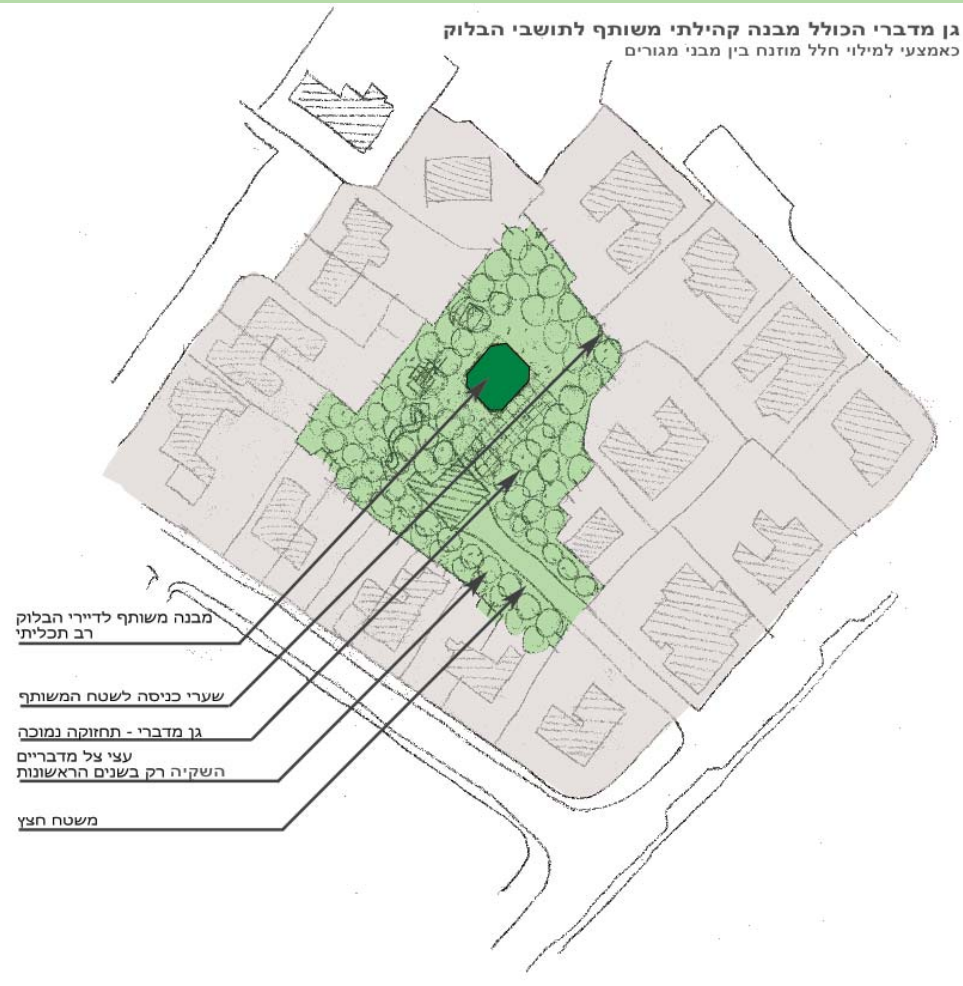 גן מדברי הכולל מבנה קהילתי משותף לתושבי הבלוק
כאמצעי למילוי חלל מוזנח בין מבני מגורים
מבנה משותף לדיירי הבלוק
רב תכליתי
שערי כניסה לשטח המשותף
גן מדברי - תחזוקה נמוכה
עצי צל מדבריים
השקיה רק בשנים הראשונות
משטח חצץ